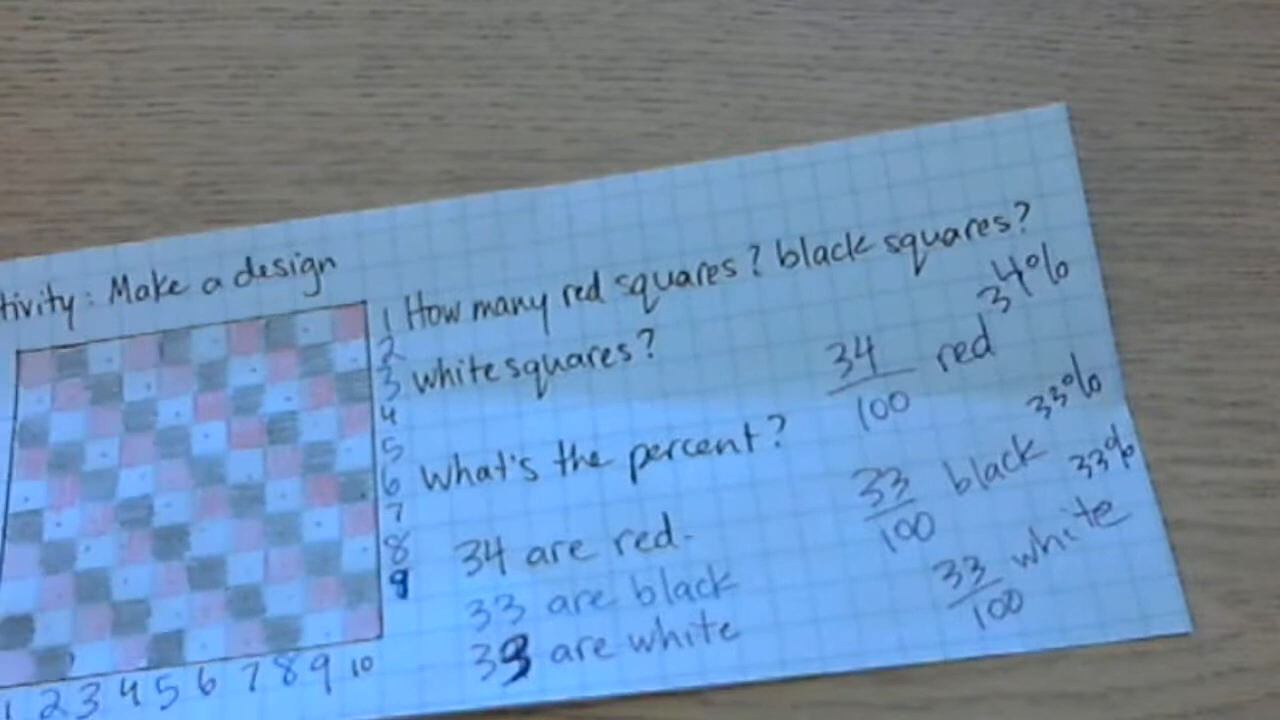 tivity: Make a design
How many red squares? black squares?
white squares?
What's the percent?
34 are red.
33 are black
33 are white
34/100 red 34%
33/100 black 33%
33/100 white 33%
1
2
3
4
5
6
7
8
9
1 2 3 4 5 6 7 8 9 10